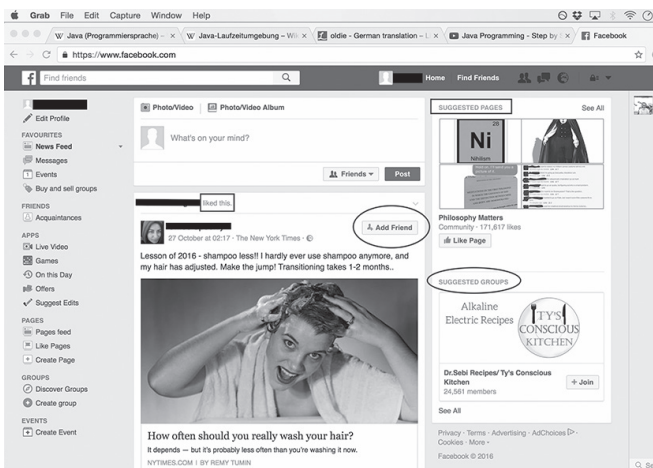 Grab File Edit Capture Window Help
Java (Programmiersprache) –
Java-Laufzeitumgebung – Wi
oldie - German translation – L
Java Programming - Step by
Facebook
https://www.facebook.com
Find friends
Home Find Friends
Edit Profile
FAVOURITES
News Feed
Messages
Events
Buy and sell groups
FRIENDS
Acquaintances
APPS
Live Video
Games
On this Day
Offers
Suggest Edits
PAGES
Pages feed
Like Pages
Create Page
GROUPS
Discover Groups
Create group
EVENTS
Create Event
Photo/Video Photo/Video Album
What's on your mind?
Friends Post
liked this.
27 October at 02:17 · The New York Times ·
Add Friend
Lesson of 2016 - shampoo less!! I hardly ever use shampoo anymore, and
my hair has adjusted. Make the jump! Transitioning takes 1-2 months..
How often should you really wash your hair?
It depends — but it's probably less often than you're washing it now.
NYTIMES.COM | BY REMY TUMIN
SUGGESTED PAGES See All
28
Ni
Nihilum
Philosophy Matters
Community · 171,617 likes
Like Page
SUGGESTED GROUPS
Alkaline
Electric Recipes
TY'S
CONSCIOUS
KITCHEN
Dr.Sebi Recipes/ Ty's Conscious
Kitchen
24,561 members
Join
See All
Privacy · Terms · Advertising · AdChoices ·
Cookies · More
Facebook © 2016